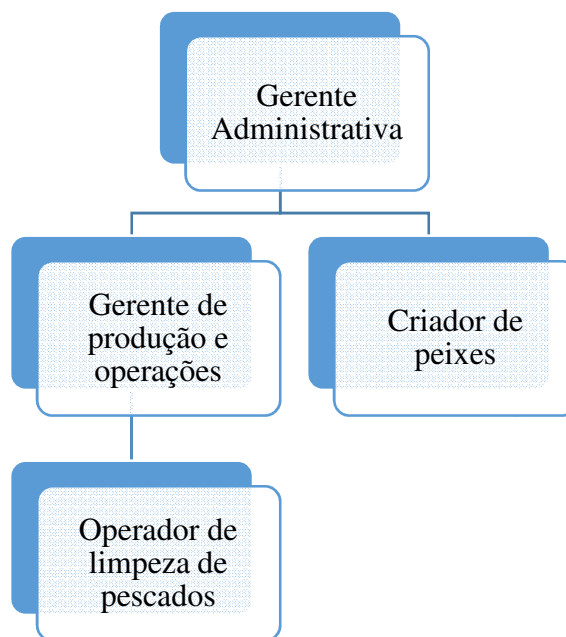 Gerente
Administrativa
Gerente de
produção e
operações
Criador de
peixes
Operador de
limpeza de
pescados